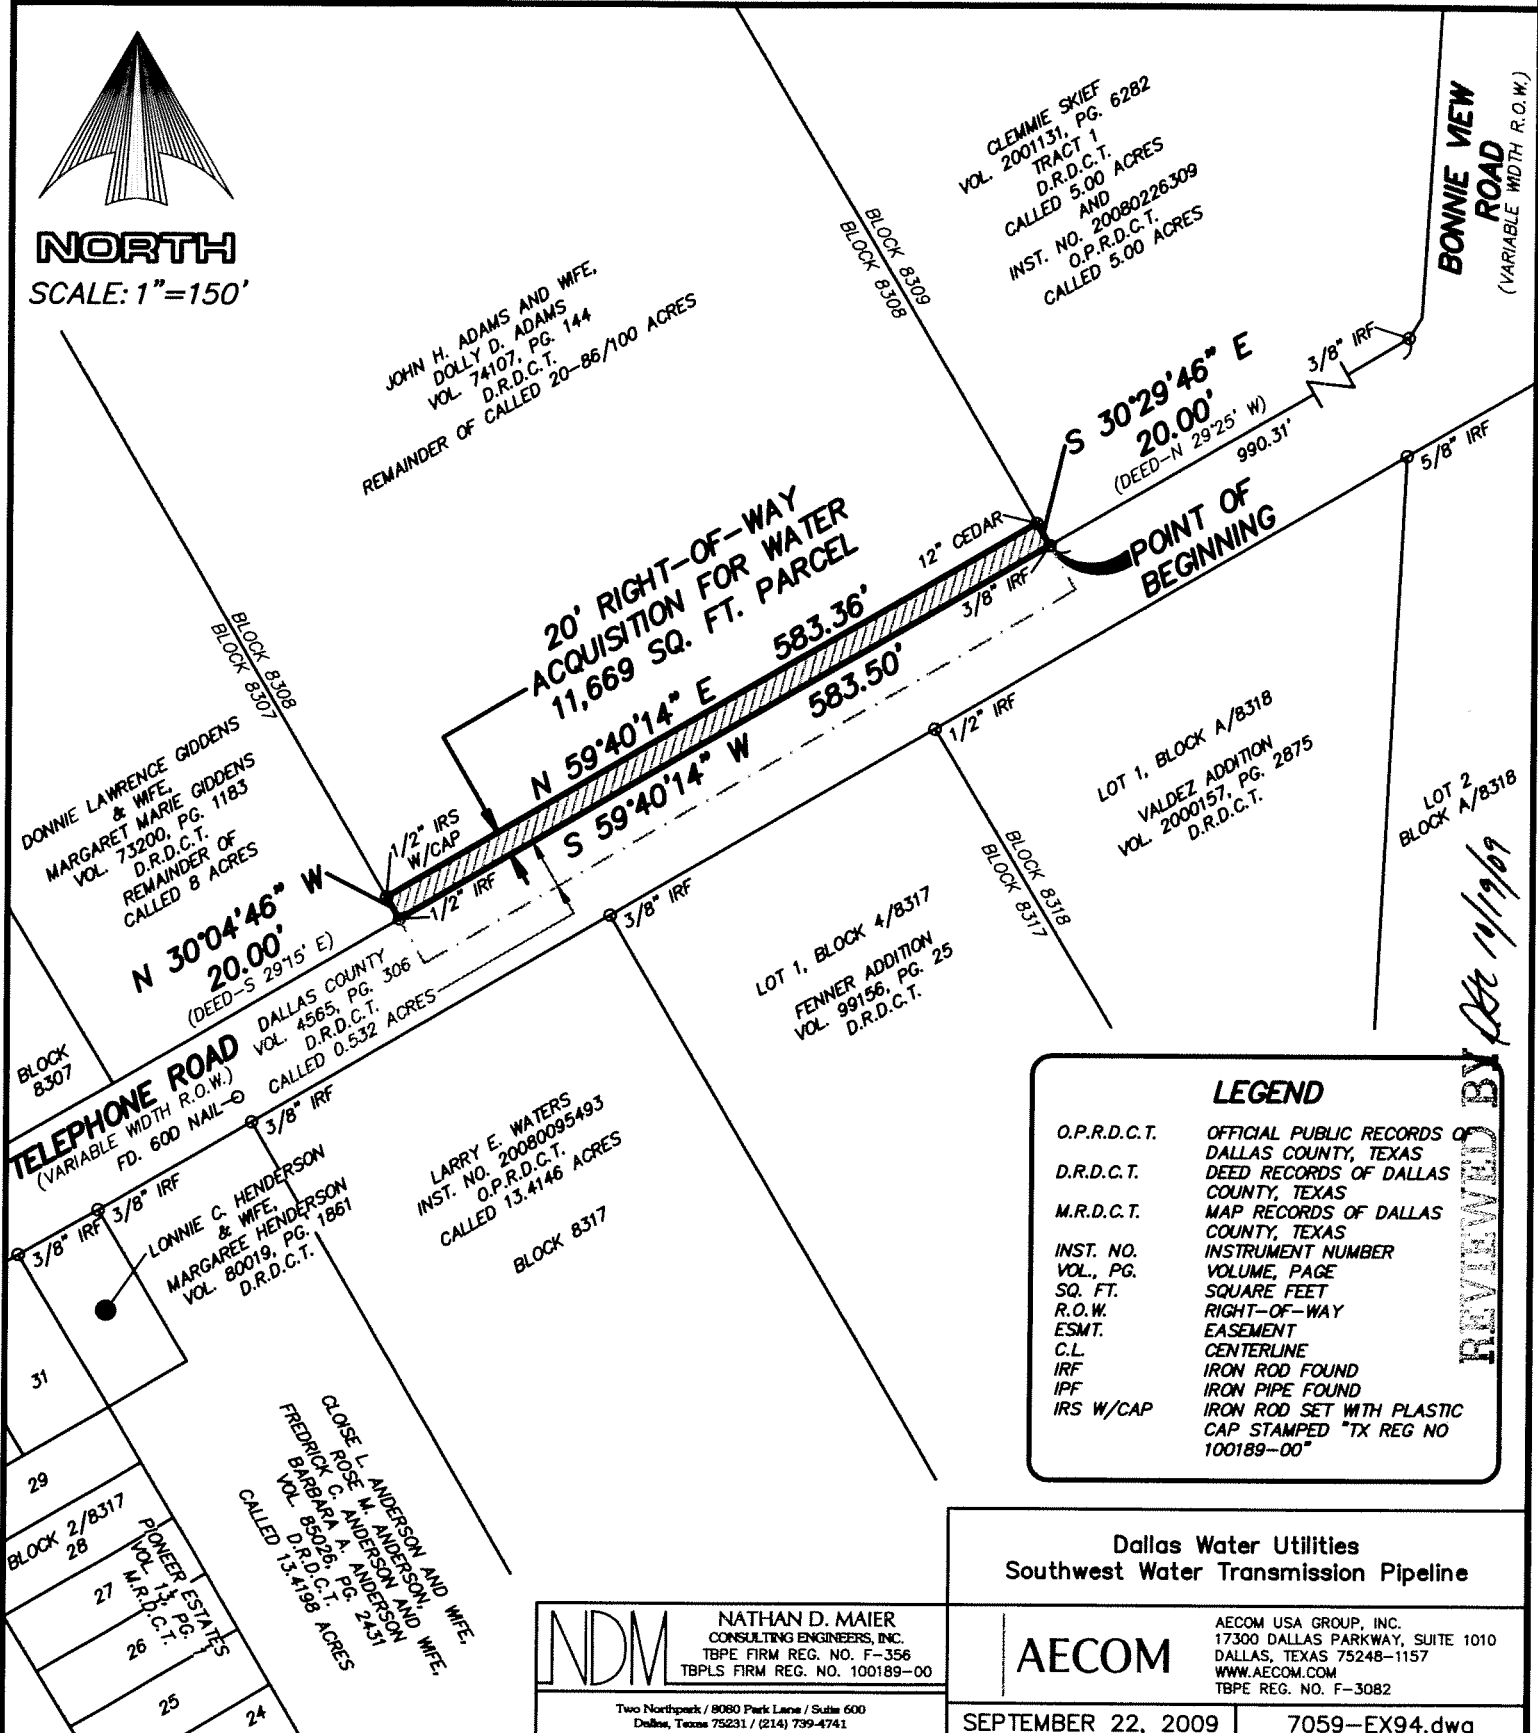 NORTH
SCALE: 1"=150'
JOHN H. ADAMS AND WIFE,
DOLLY D. ADAMS
VOL. 74107, PG. 144
D.R.D.C.T.
REMAINDER OF CALLED 20-86/100 ACRES
BLOCK 8309
BLOCK 8308
CLEMMIE SKIEF
VOL. 2001131, PG. 6282
TRACT 1
D.R.D.C.T.
CALLED 5.00 ACRES
AND
INST. NO. 20080226309
O.P.R.D.C.T.
CALLED 5.00 ACRES
BONNIE VIEW
ROAD
(VARIABLE WIDTH R.O.W.)
3/8" IRF
S 30°29'46" E
20.00'
(DEED-N 29°25' W)
990.31'
5/8" IRF
POINT OF
BEGINNING
12" CEDAR
3/8" IRF
20' RIGHT-OF-WAY
ACQUISITION FOR WATER
11,669 SQ. FT. PARCEL
583.36'
N 59°40'14" E
583.50'
S 59°40'14" W
BLOCK 8308
BLOCK 8307
DONNIE LAWRENCE GIDDENS
& WIFE,
MARGARET MARIE GIDDENS
VOL. 73200, PG. 1183
D.R.D.C.T.
REMAINDER OF
CALLED 8 ACRES
1/2" IRS
W/CAP
1/2" IRF
N 30°04'46" W
20.00'
(DEED-S 29°15' E)
1/2" IRF
3/8" IRF
LOT 1, BLOCK A/8318
VALDEZ ADDITION
VOL. 2000157, PG. 2875
D.R.D.C.T.
LOT 2
BLOCK A/8318
BLOCK 8318
BLOCK 8317
LOT 1, BLOCK 4/8317
FENNER ADDITION
VOL. 99156, PG. 25
D.R.D.C.T.
DALLAS COUNTY
VOL. 4565, PG. 306
D.R.D.C.T.
CALLED 0.532 ACRES
BLOCK
8307
TELEPHONE ROAD
(VARIABLE WIDTH R.O.W.)
FD. 60D NAIL
3/8" IRF
3/8" IRF
3/8" IRF
LONNIE C. HENDERSON
& WIFE,
MARGAREE HENDERSON
VOL. 80019, PG. 1861
D.R.D.C.T.
LARRY E. WATERS
INST. NO. 20080095493
O.P.R.D.C.T.
CALLED 13.4146 ACRES
BLOCK 8317
31
29
BLOCK 2/8317
28
27
26
25
24
PIONEER ESTATES
VOL. 13, PG. 1
M.R.D.C.T.
CLOISE L. ANDERSON AND WIFE,
ROSE M. ANDERSON,
FREDRICK C. ANDERSON AND WIFE,
BARBARA A. ANDERSON
VOL. 85026, PG. 2431
D.R.D.C.T.
CALLED 13.4198 ACRES
REVIEWED BY
10/19/09
LEGEND
O.P.R.D.C.T. OFFICIAL PUBLIC RECORDS OF
DALLAS COUNTY, TEXAS
D.R.D.C.T. DEED RECORDS OF DALLAS
COUNTY, TEXAS
M.R.D.C.T. MAP RECORDS OF DALLAS
COUNTY, TEXAS
INST. NO. INSTRUMENT NUMBER
VOL., PG. VOLUME, PAGE
SQ. FT. SQUARE FEET
R.O.W. RIGHT-OF-WAY
ESMT. EASEMENT
C.L. CENTERLINE
IRF IRON ROD FOUND
IPF IRON PIPE FOUND
IRS W/CAP IRON ROD SET WITH PLASTIC
CAP STAMPED "TX REG NO
100189-00"
Dallas Water Utilities
Southwest Water Transmission Pipeline
NDM
NATHAN D. MAIER
CONSULTING ENGINEERS, INC.
TBPE FIRM REG. NO. F-356
TBPLS FIRM REG. NO. 100189-00
Two Northpark / 8080 Park Lane / Suite 600
Dallas, Texas 75231 / (214) 739-4741
AECOM
AECOM USA GROUP, INC.
17300 DALLAS PARKWAY, SUITE 1010
DALLAS, TEXAS 75248-1157
WWW.AECOM.COM
TBPE REG. NO. F-3082
SEPTEMBER 22, 2009
7059-EX94.dwg